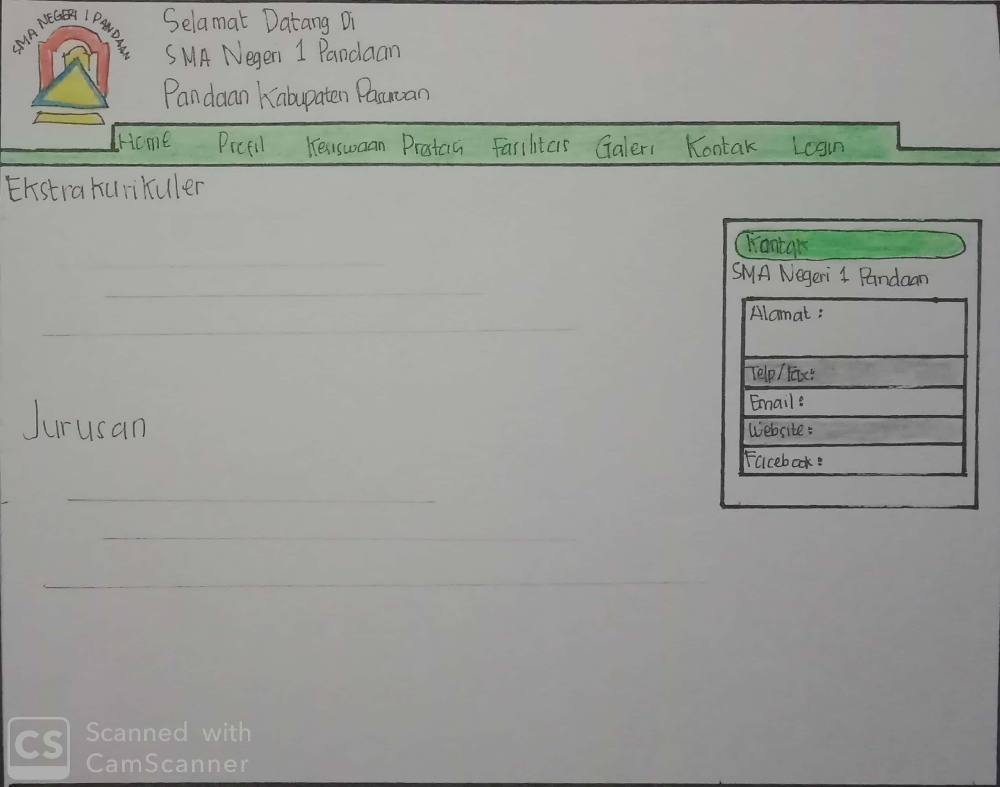 SMA NEGERI 1 PANDAAN
Selamat Datang Di
SMA Negeri 1 Pandaan
Pandaan Kabupaten Pasuruan
Home Profil Kesiswaan Prestasi Fasilitas Galeri Kontak Login
Ekstrakurikuler
Kontak
SMA Negeri 1 Pandaan
Alamat :
Telp/fax:
Email :
Website :
Facebook :
Jurusan
CS
Scanned with
CamScanner